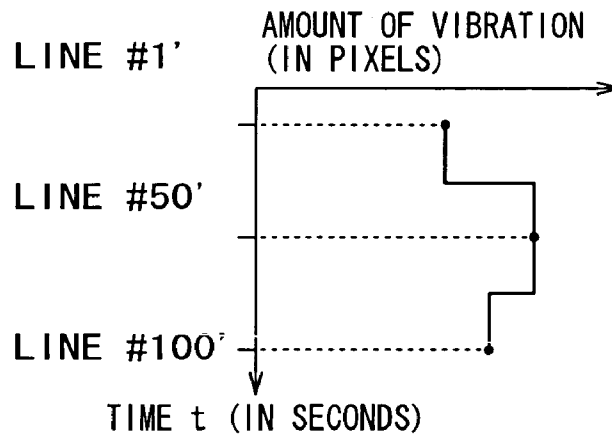 AMOUNT OF VIBRATION
(IN PIXELS)
LINE #1'
LINE #50'
LINE #100'
TIME t (IN SECONDS)